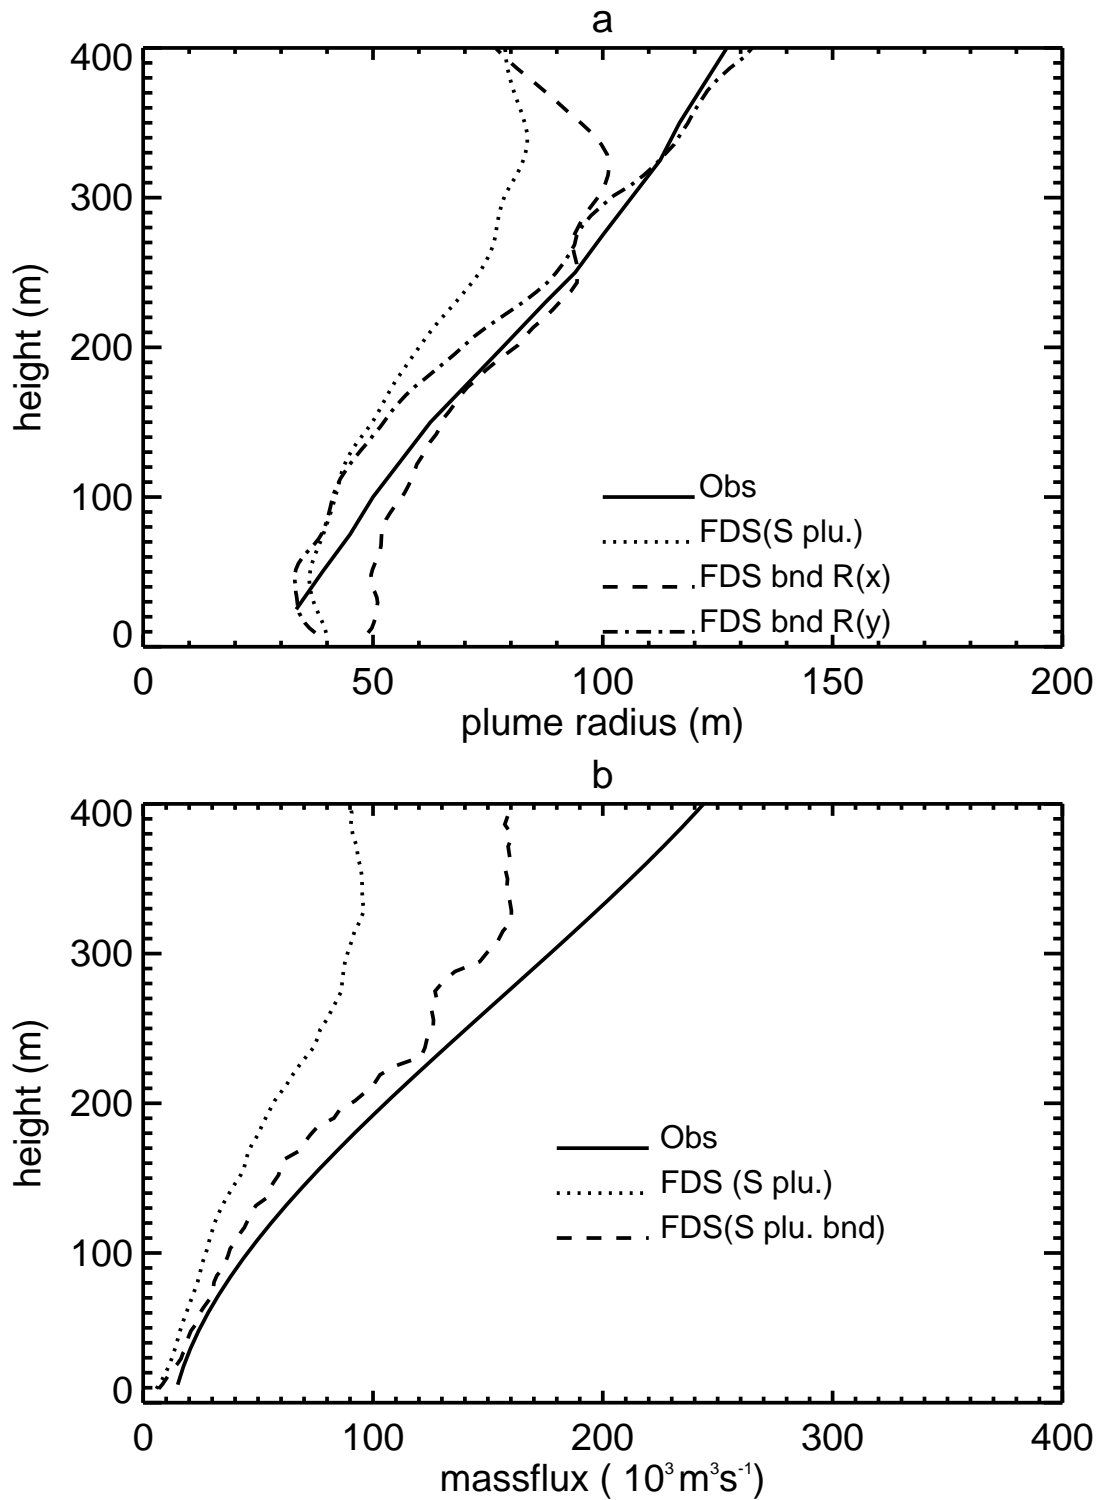 a
400
300
200
100
0
height (m)
Obs
FDS(S plu.)
FDS bnd R(x)
FDS bnd R(y)
0 50 100 150 200
plume radius (m)
b
400
300
200
100
0
height (m)
Obs
FDS (S plu.)
FDS(S plu. bnd)
0 100 200 300 400
massflux ( 10³m³s⁻¹)